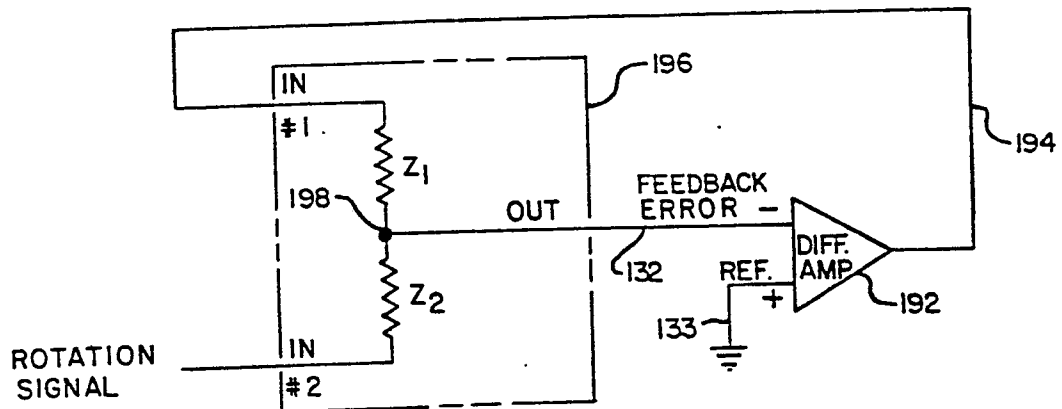 IN
#1
Z1
198
OUT
196
194
FEEDBACK
ERROR
−
132
DIFF.
AMP
REF.
+
192
133
Z2
IN
#2
ROTATION
SIGNAL